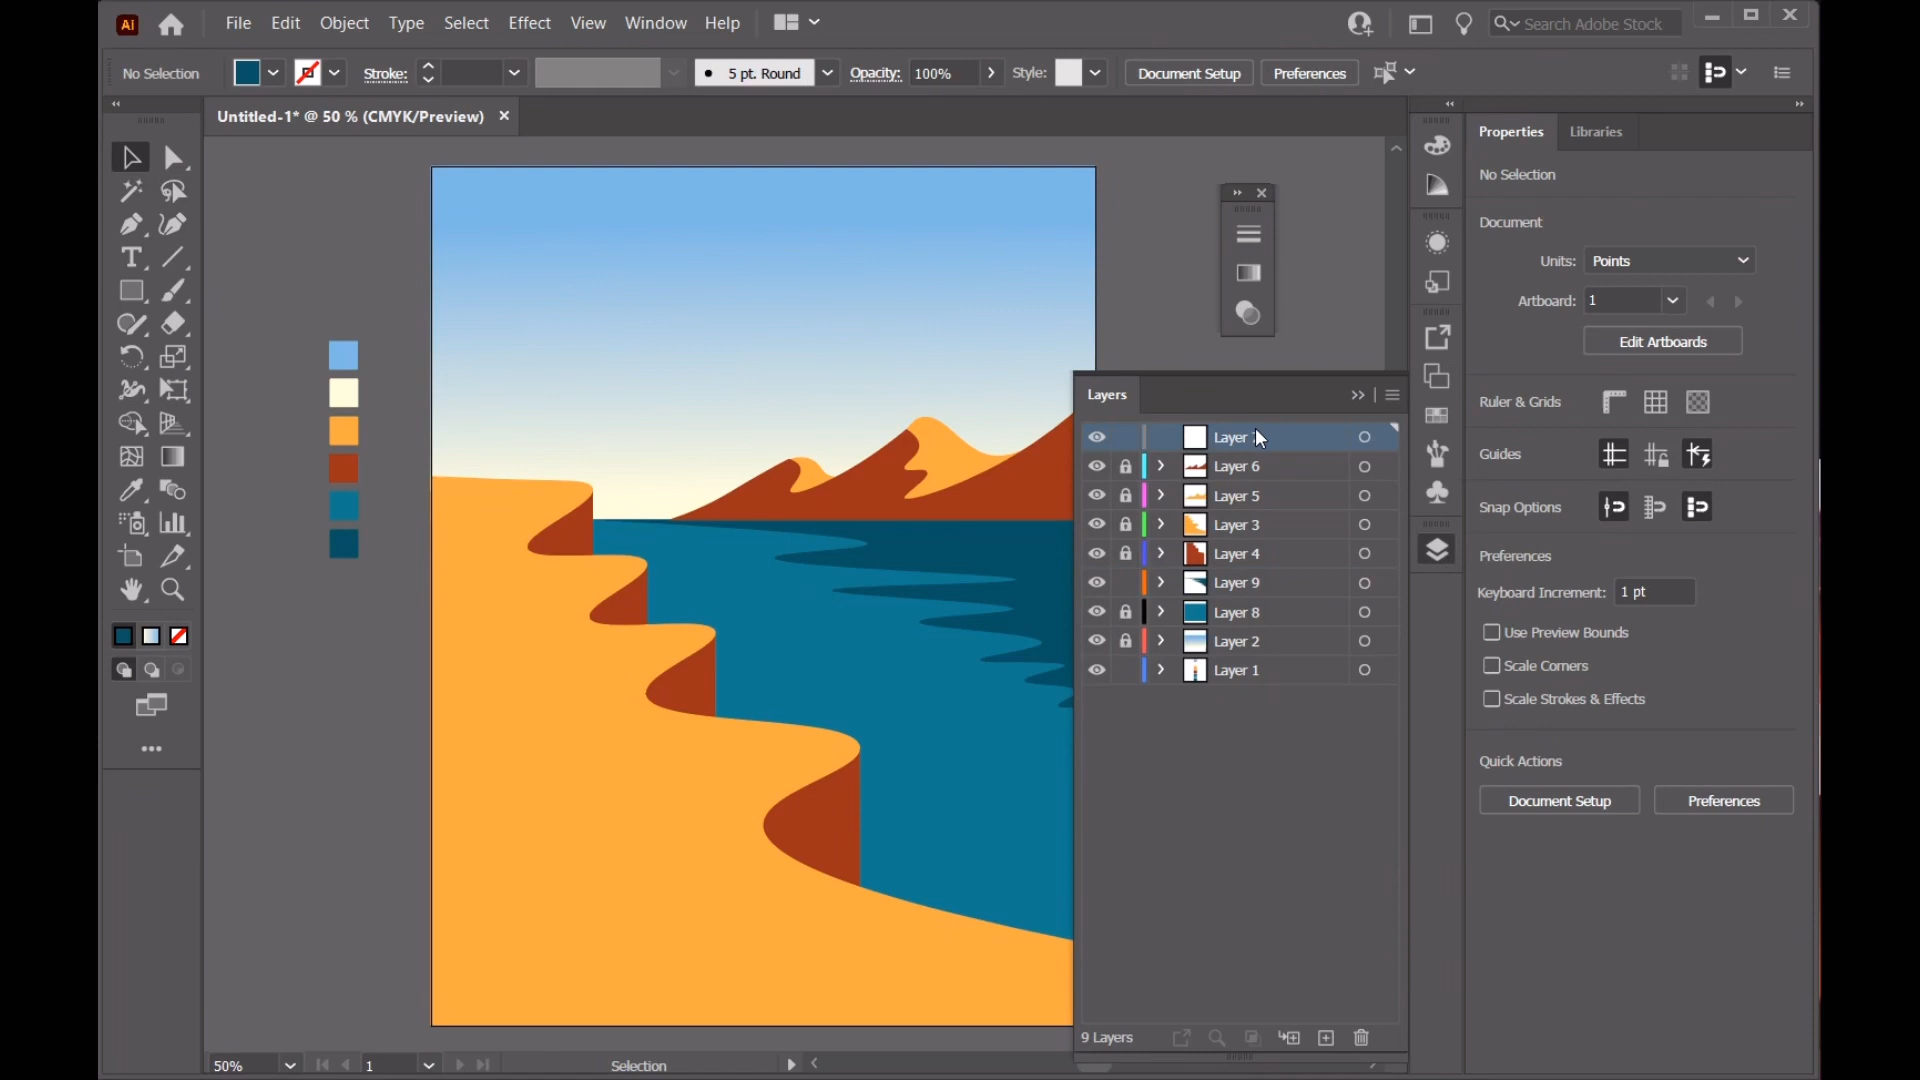 Ai File Edit Object Type Select Effect View Window Help Search Adobe Stock
No Selection Stroke: 5 pt. Round Opacity: 100% Style: Document Setup Preferences
Untitled-1* @ 50 % (CMYK/Preview)
Properties Libraries
No Selection
Document
Units: Points
Artboard: 1
Edit Artboards
Ruler & Grids
Guides
Snap Options
Preferences
Keyboard Increment: 1 pt
Use Preview Bounds
Scale Corners
Scale Strokes & Effects
Quick Actions
Document Setup Preferences
Layers
Layer
Layer 6
Layer 5
Layer 3
Layer 4
Layer 9
Layer 8
Layer 2
Layer 1
9 Layers
50% 1 Selection